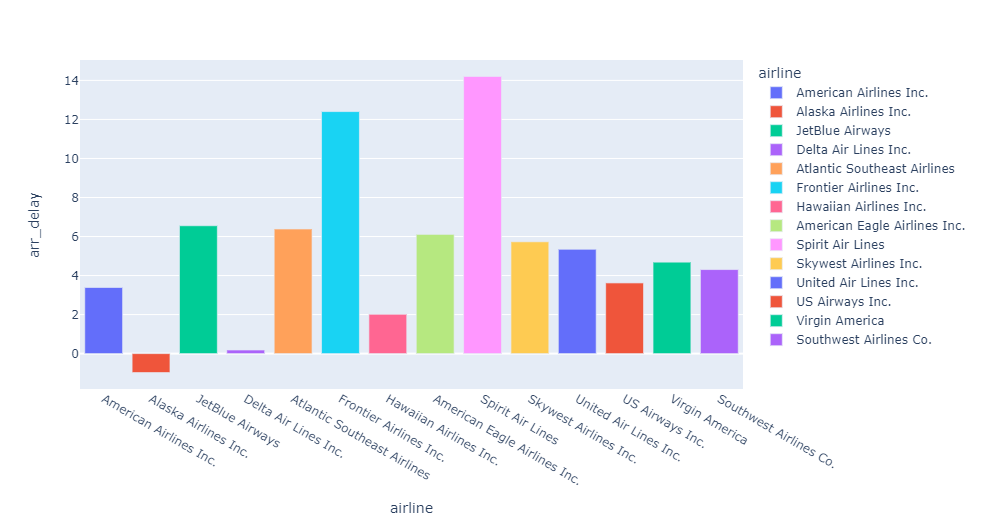 airline
American Airlines Inc.
Alaska Airlines Inc.
JetBlue Airways
Delta Air Lines Inc.
Atlantic Southeast Airlines
Frontier Airlines Inc.
Hawaiian Airlines Inc.
American Eagle Airlines Inc.
Spirit Air Lines
Skywest Airlines Inc.
United Air Lines Inc.
US Airways Inc.
Virgin America
Southwest Airlines Co.
14
12
10
8
6
4
2
0
arr_delay
American Airlines Inc.
Alaska Airlines Inc.
JetBlue Airways
Delta Air Lines Inc.
Atlantic Southeast Airlines
Frontier Airlines Inc.
Hawaiian Airlines Inc.
American Eagle Airlines Inc.
Spirit Air Lines
Skywest Airlines Inc.
United Air Lines Inc.
US Airways Inc.
Virgin America
Southwest Airlines Co.
airline